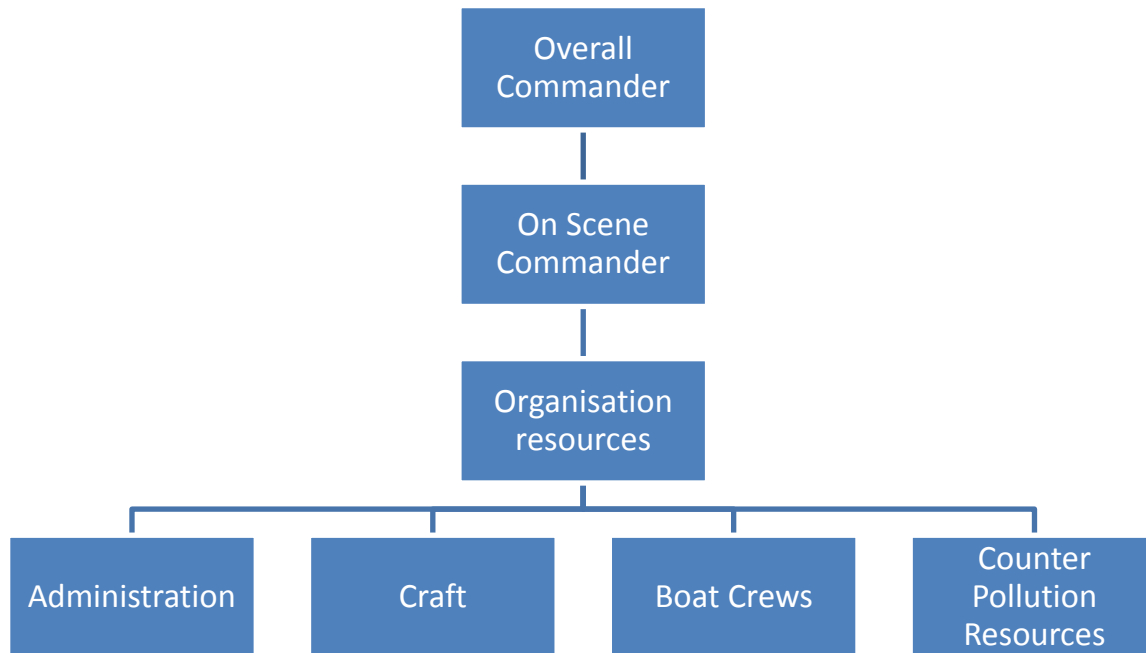 Overall
Commander
On Scene
Commander
Organisation
resources
Administration
Craft
Boat Crews
Counter
Pollution
Resources